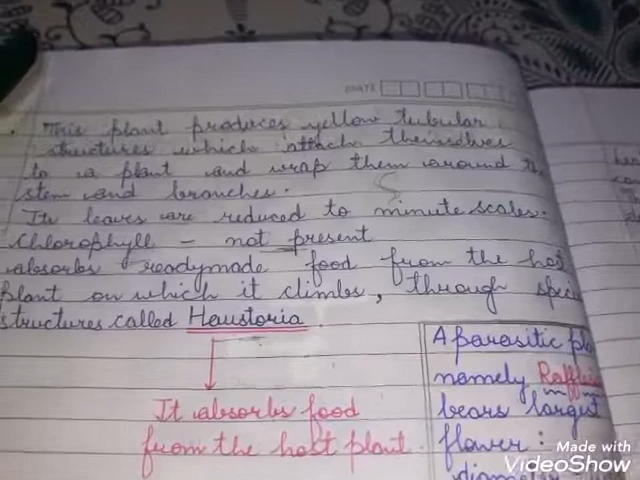 DATE
This plant produces yellow tubular
structures which attach themselves
to a plant and wrap them around
stem and branches.
Its leaves are reduced to minute scales.
Chlorophyll – not present
absorbs readymade food from the
plant on which it climbs, through
structures called Haustoria
It absorbs food
from the host plant.
A parasitic
namely
bears largest
flower:
Made with
VideoShow